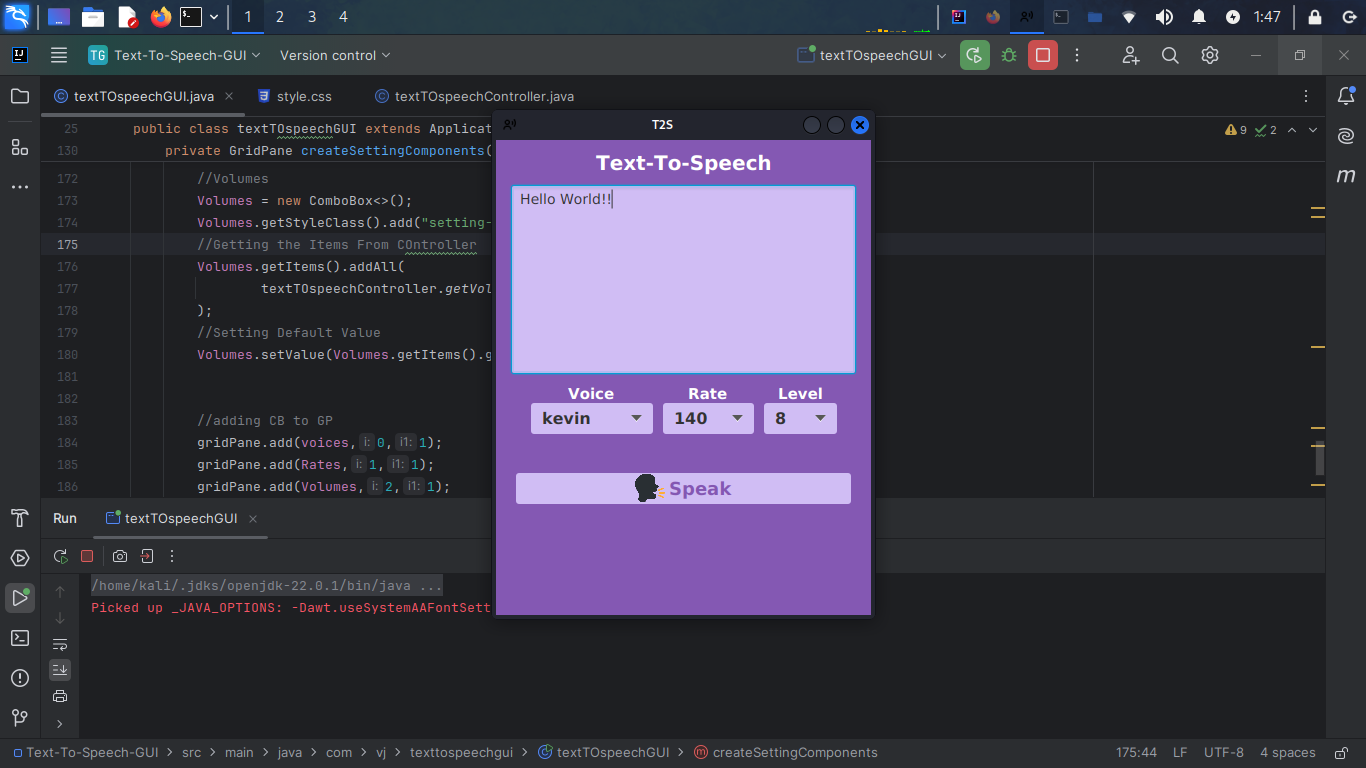 1 2 3 4 1:47
TG Text-To-Speech-GUI Version control textTOspeechGUI
textTOspeechGUI.java style.css textTOspeechController.java
25 public class textTOspeechGUI extends Applicat
130 private GridPane createSettingComponents(
9 2
172 //Volumes
173 Volumes = new ComboBox<>();
174 Volumes.getStyleClass().add("setting-
175 //Getting the Items From COntroller
176 Volumes.getItems().addAll(
177 textTOspeechController.getVol
178 );
179 //Setting Default Value
180 Volumes.setValue(Volumes.getItems().g
181
182
183 //adding CB to GP
184 gridPane.add(voices, i: 0, i1: 1);
185 gridPane.add(Rates, i: 1, i1: 1);
186 gridPane.add(Volumes, i: 2, i1: 1);
T2S
Text-To-Speech
Hello World!!
Voice Rate Level
kevin 140 8
Speak
Run textTOspeechGUI
/home/kali/.jdks/openjdk-22.0.1/bin/java ...
Picked up _JAVA_OPTIONS: -Dawt.useSystemAAFontSett
Text-To-Speech-GUI > src > main > java > com > vj > texttospeechgui > textTOspeechGUI > createSettingComponents 175:44 LF UTF-8 4 spaces